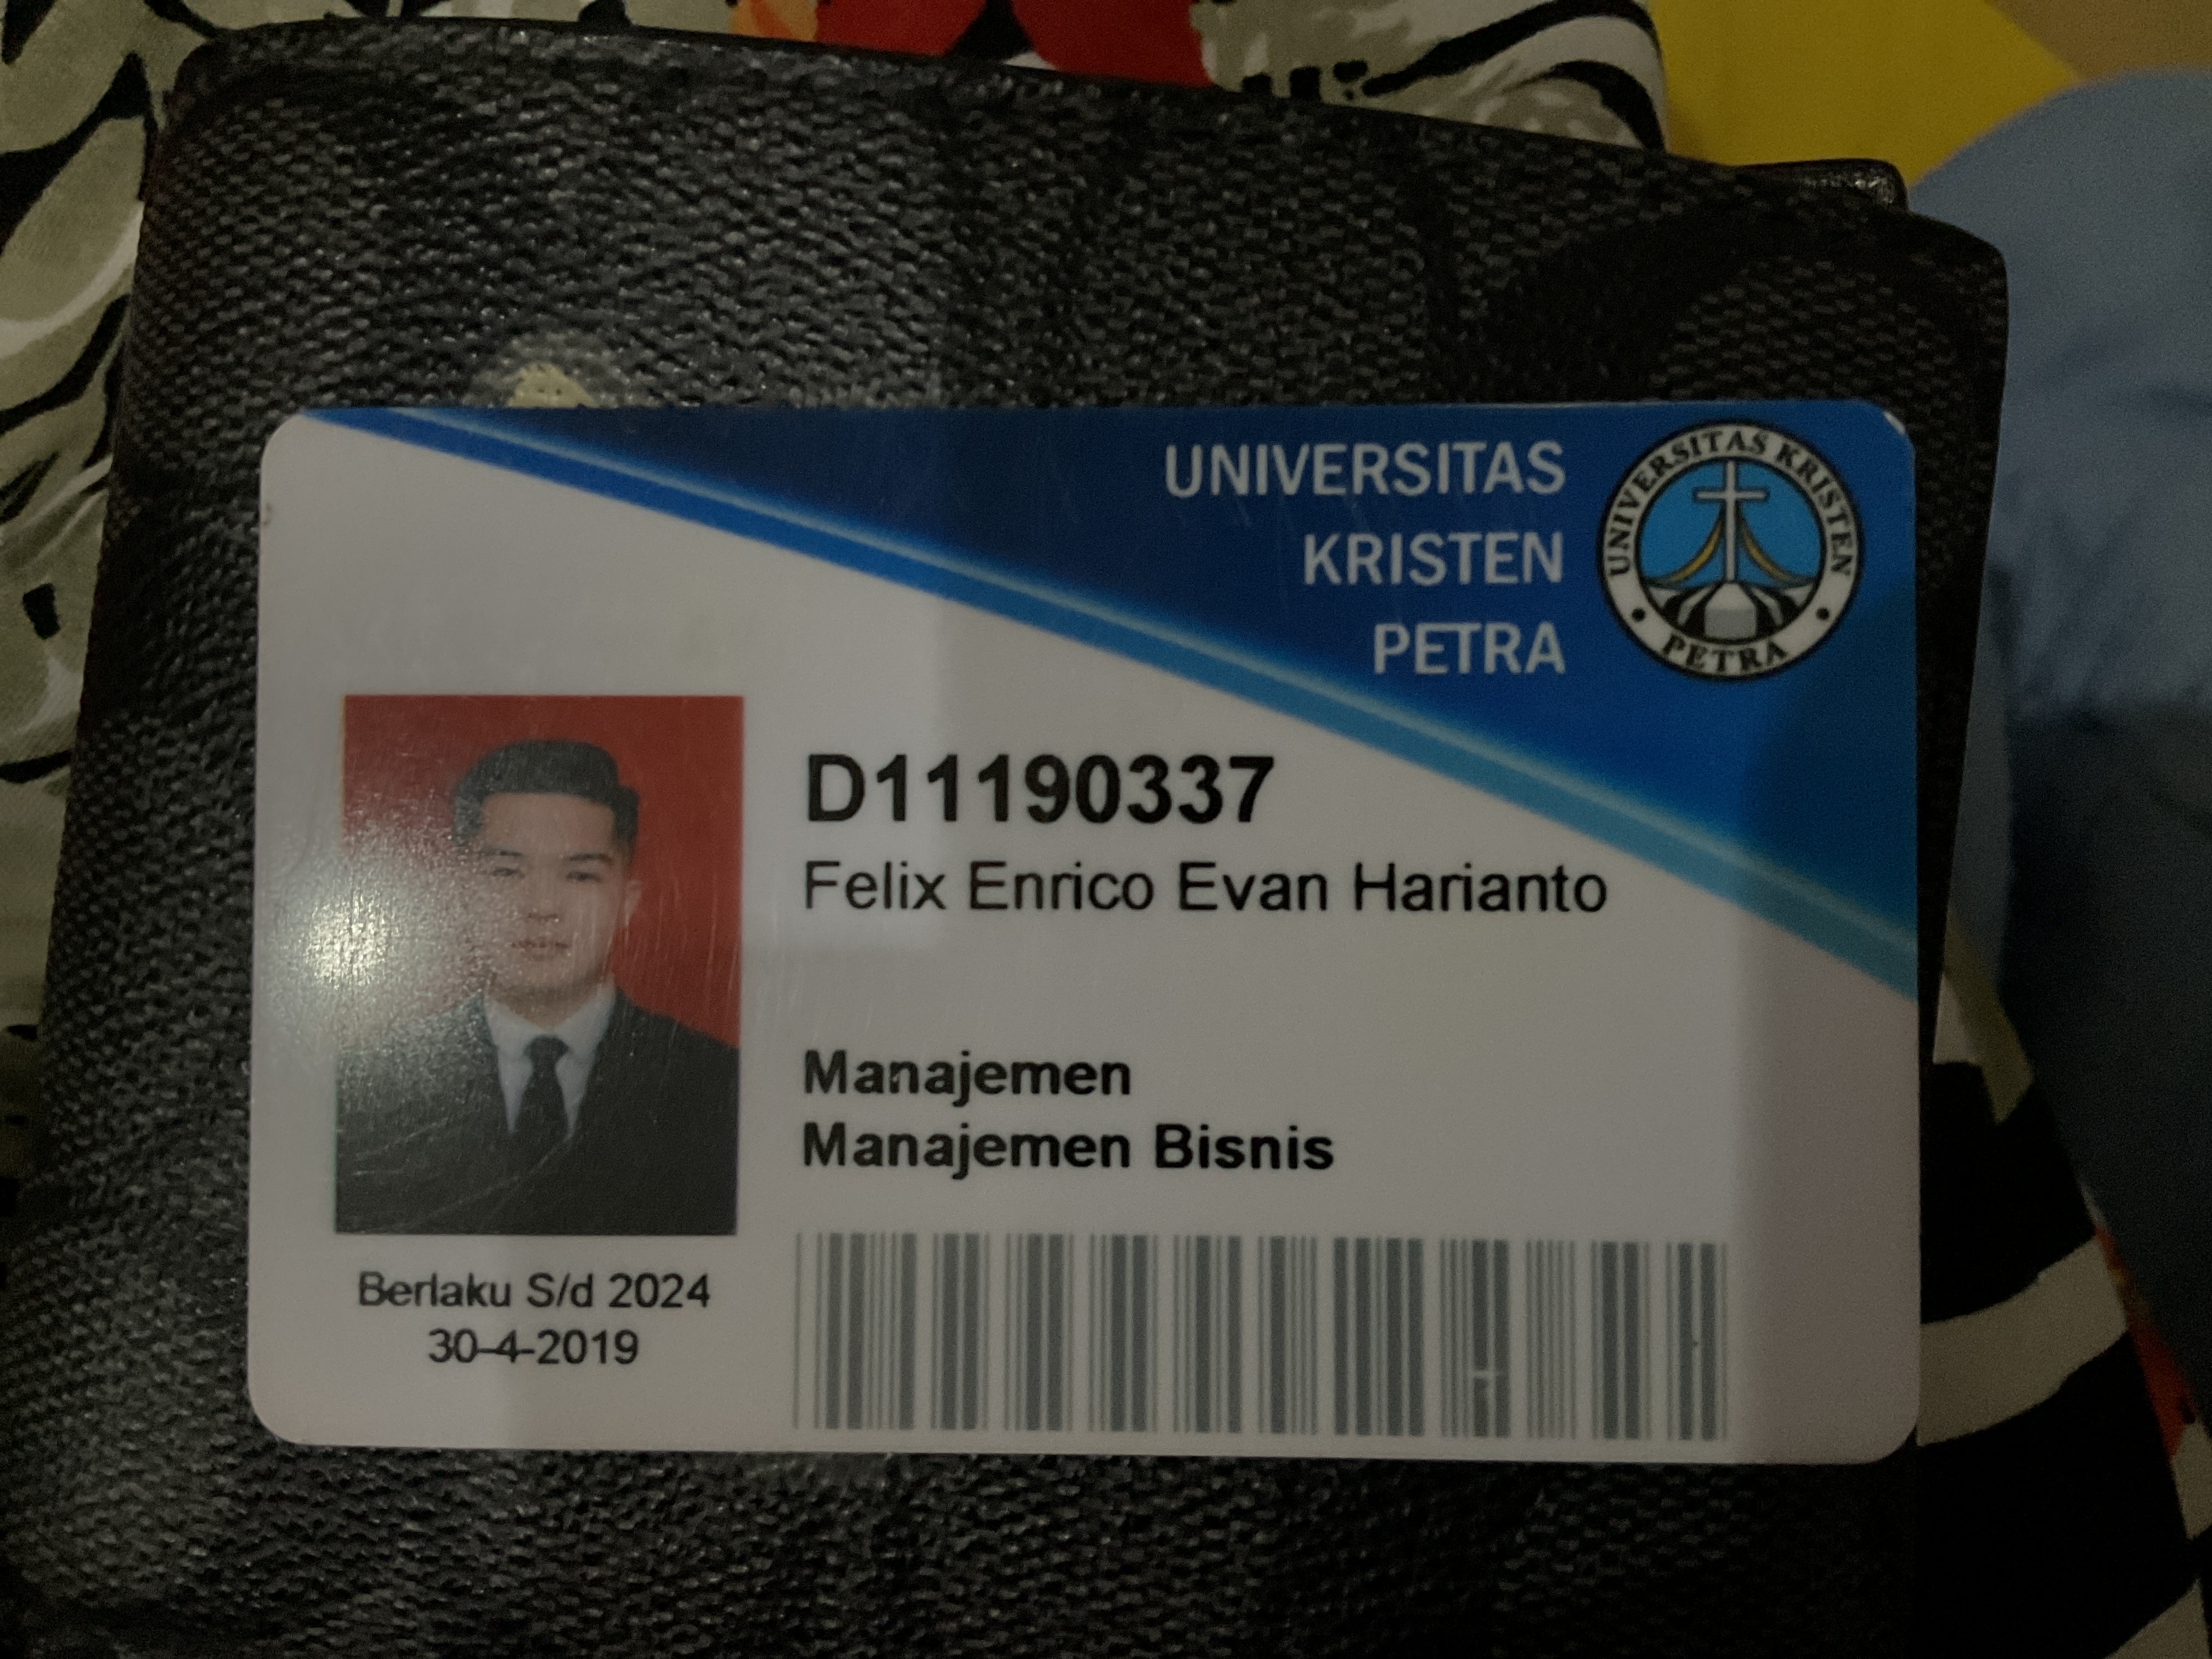 UNIVERSITAS
KRISTEN
PETRA
UNIVERSITAS KRISTEN
PETRA
D11190337
Felix Enrico Evan Harianto
Manajemen
Manajemen Bisnis
Berlaku S/d 2024
30-4-2019